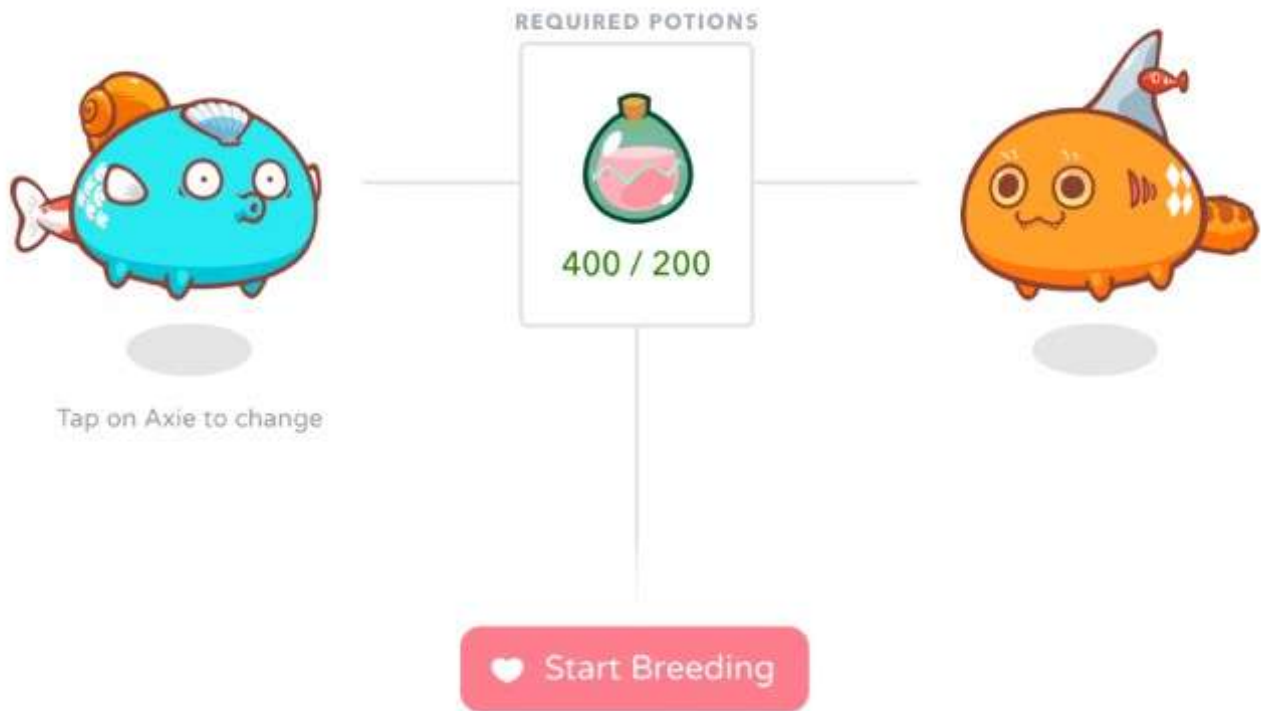 REQUIRED POTIONS
400 / 200
Tap on Axie to change
Start Breeding